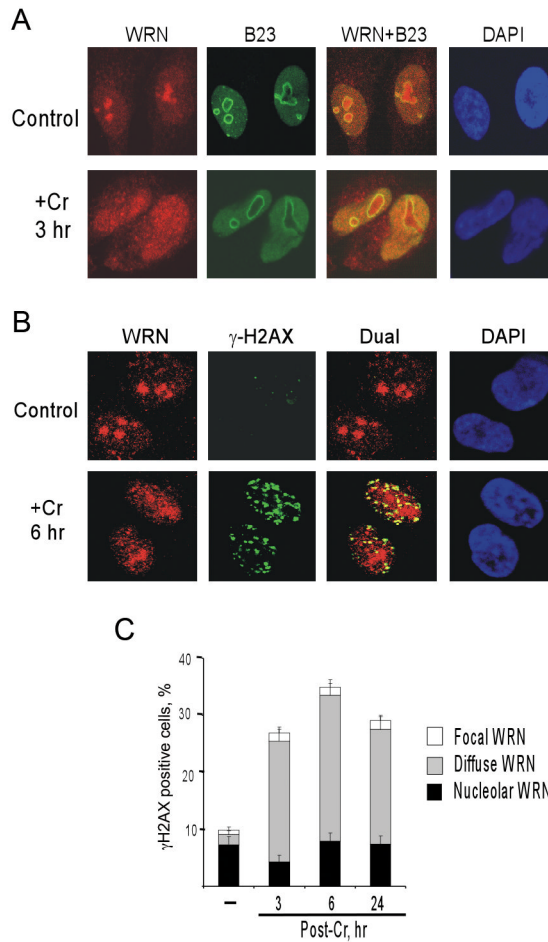 A
WRN B23 WRN+B23 DAPI
Control
+Cr
3 hr
B
WRN γ-H2AX Dual DAPI
Control
+Cr
6 hr
C
γH2AX positive cells, %
40
30
20
10
Focal WRN
Diffuse WRN
Nucleolar WRN
– 3 6 24
Post-Cr, hr